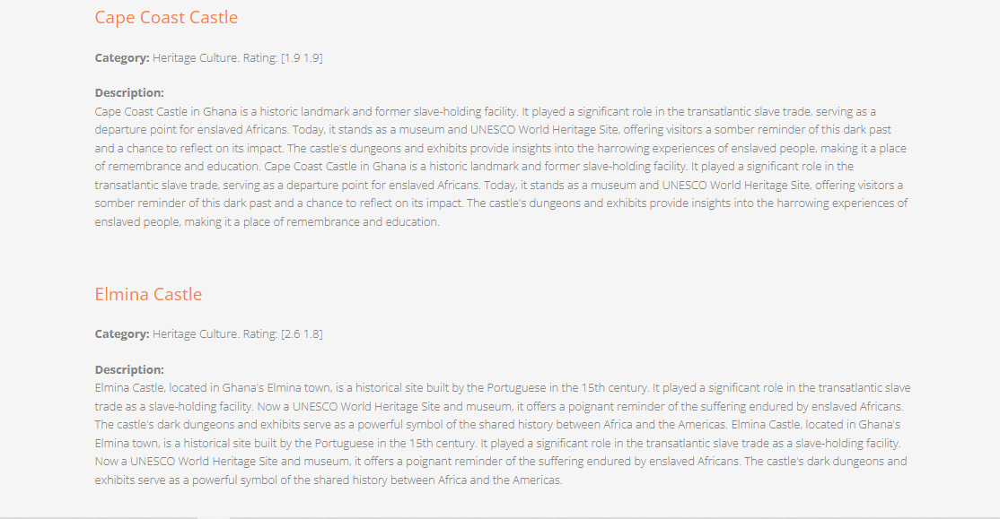 Cape Coast Castle
Category: Heritage Culture. Rating: [1.9 1.9]
Description:
Cape Coast Castle in Ghana is a historic landmark and former slave-holding facility. It played a significant role in the transatlantic slave trade, serving as a
departure point for enslaved Africans. Today, it stands as a museum and UNESCO World Heritage Site, offering visitors a somber reminder of this dark past
and a chance to reflect on its impact. The castle's dungeons and exhibits provide insights into the harrowing experiences of enslaved people, making it a place
of remembrance and education. Cape Coast Castle in Ghana is a historic landmark and former slave-holding facility. It played a significant role in the
transatlantic slave trade, serving as a departure point for enslaved Africans. Today, it stands as a museum and UNESCO World Heritage Site, offering visitors a
somber reminder of this dark past and a chance to reflect on its impact. The castle's dungeons and exhibits provide insights into the harrowing experiences of
enslaved people, making it a place of remembrance and education.
Elmina Castle
Category: Heritage Culture. Rating: [2.6 1.8]
Description:
Elmina Castle, located in Ghana's Elmina town, is a historical site built by the Portuguese in the 15th century. It played a significant role in the transatlantic slave
trade as a slave-holding facility. Now a UNESCO World Heritage Site and museum, it offers a poignant reminder of the suffering endured by enslaved Africans.
The castle's dark dungeons and exhibits serve as a powerful symbol of the shared history between Africa and the Americas. Elmina Castle, located in Ghana's
Elmina town, is a historical site built by the Portuguese in the 15th century. It played a significant role in the transatlantic slave trade as a slave-holding facility.
Now a UNESCO World Heritage Site and museum, it offers a poignant reminder of the suffering endured by enslaved Africans. The castle's dark dungeons and
exhibits serve as a powerful symbol of the shared history between Africa and the Americas.